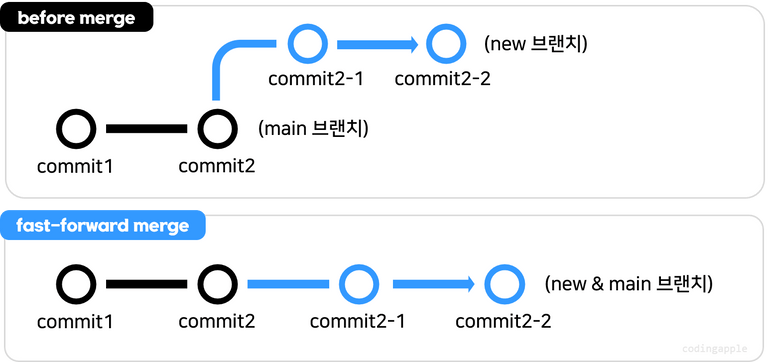 before merge
(new 브랜치)
commit2-1
commit2-2
(main 브랜치)
commit1
commit2
fast-forward merge
(new & main 브랜치)
commit1
commit2
commit2-1
commit2-2
codingapple